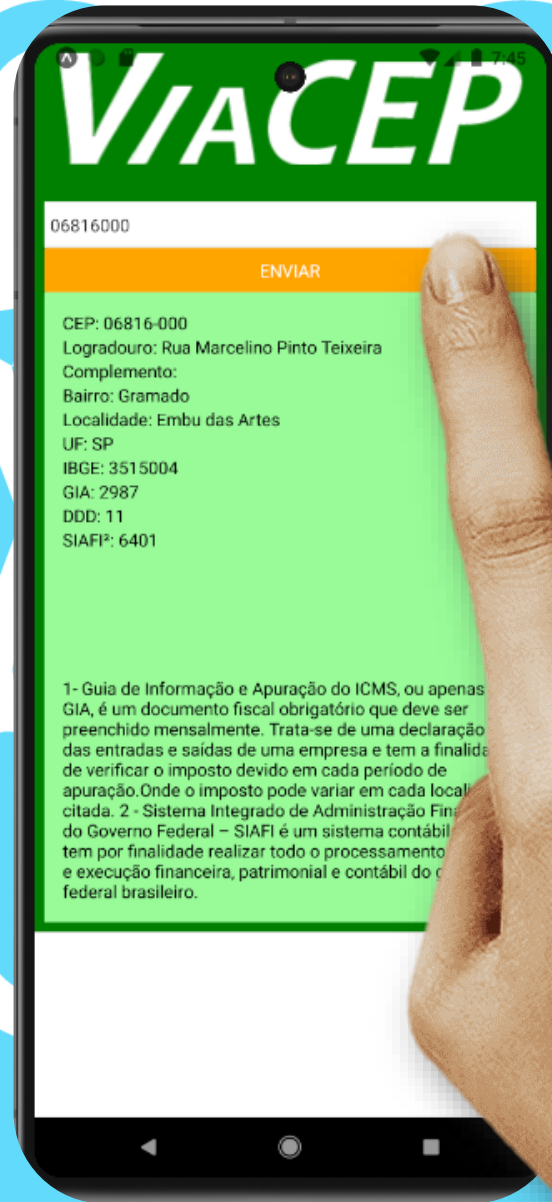 7:45
VIACEP
06816000
ENVIAR
CEP: 06816-000
Logradouro: Rua Marcelino Pinto Teixeira
Complemento:
Bairro: Gramado
Localidade: Embu das Artes
UF: SP
IBGE: 3515004
GIA: 2987
DDD: 11
SIAFI²: 6401
1- Guia de Informação e Apuração do ICMS, ou apenas
GIA, é um documento fiscal obrigatório que deve ser
preenchido mensalmente. Trata-se de uma declaração
das entradas e saídas de uma empresa e tem a
de verificar o imposto devido em cada período de
apuração.Onde o imposto pode variar em cada
citada. 2 - Sistema Integrado de Administração
do Governo Federal – SIAFI é um sistema contábil
tem por finalidade realizar todo o processamento
e execução financeira, patrimonial e contábil do
federal brasileiro.